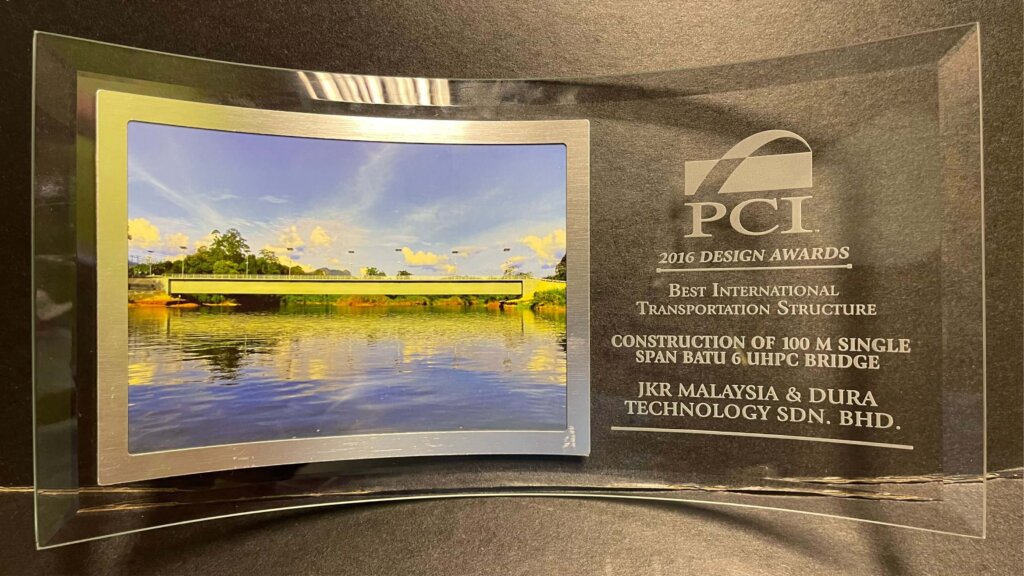 PCI
2016 DESIGN AWARDS
BEST INTERNATIONAL
TRANSPORTATION STRUCTURE
CONSTRUCTION OF 100 M SINGLE
SPAN BATU 6 UHPC BRIDGE
JKR MALAYSIA & DURA
TECHNOLOGY SDN. BHD.